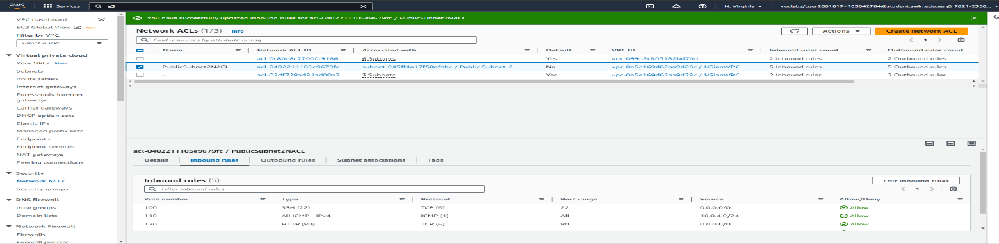 aws Services s3 N. Virginia voclabs/user2681817=103842784@student.swin.edu.au @ 7821-2396...
VPC dashboard
EC2 Global View New
Filter by VPC:
Select a VPC
Virtual private cloud
Your VPCs New
Subnets
Route tables
Internet gateways
Egress-only internet
gateways
Carrier gateways
DHCP option sets
Elastic IPs
Managed prefix lists
Endpoints
Endpoint services
NAT gateways
Peering connections
Security
Network ACLs
Security groups
DNS firewall
Rule groups
Domain lists
Network Firewall
Firewalls
Firewall policies
You have successfully updated inbound rules for acl-0402211105e9679fc / PublicSubnet2NACL
Network ACLs (1/3) Info Actions Create network ACL
Find resources by attribute or tag 1
Name Network ACL ID Associated with Default VPC ID Inbound rules count Outbound rules count
– acl-0c80e8c7700fa9186 6 Subnets Yes vpc-099a2c805182bd70d 2 Inbound rules 2 Outbound rules
PublicSubnet2NACL acl-0402211105e9679fc subnet-045ff4a17f50afabc / Public Subnet-2 No vpc-0a5e169d62aa9d28c / NSiamVPC 5 Inbound rules 5 Outbound rules
– acl-02df728ad81ad00a2 3 Subnets Yes vpc-0a5e169d62aa9d28c / NSiamVPC 2 Inbound rules 2 Outbound rules
acl-0402211105e9679fc / PublicSubnet2NACL
Details Inbound rules Outbound rules Subnet associations Tags
Inbound rules (5) Edit inbound rules
Filter inbound rules 1
Rule number Type Protocol Port range Source Allow/Deny
100 SSH (22) TCP (6) 22 0.0.0.0/0 Allow
110 All ICMP - IPv4 ICMP (1) All 10.0.4.0/24 Allow
120 HTTP (80) TCP (6) 80 0.0.0.0/0 Allow